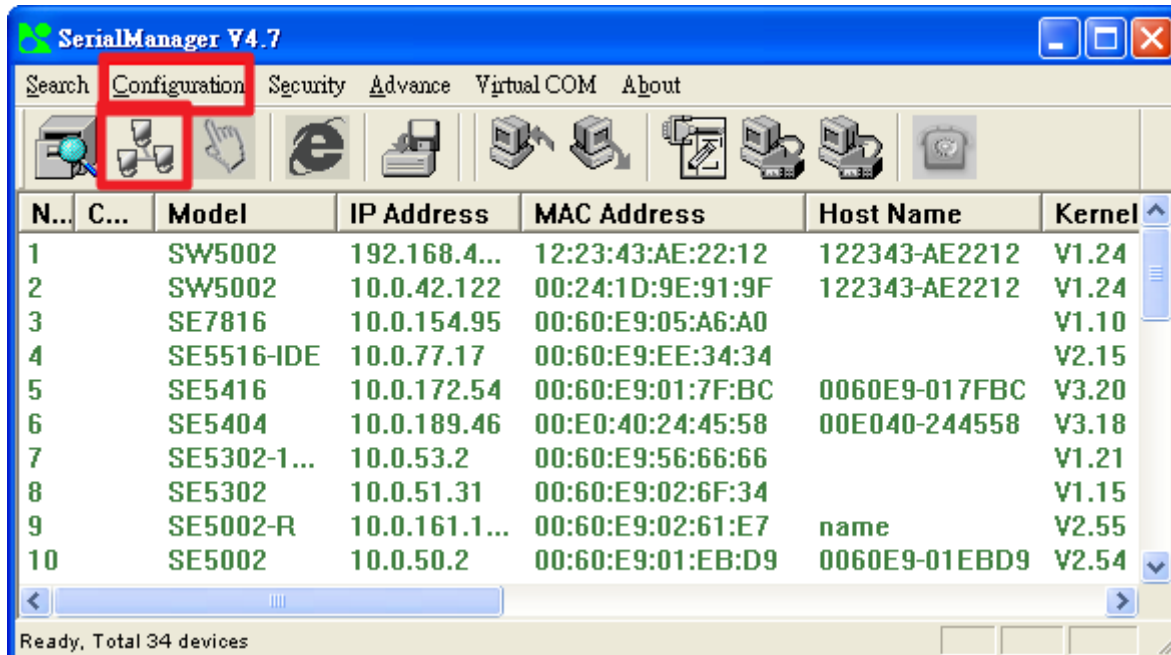 SerialManager V4.7
Search Configuration Security Advance Virtual COM About
N... C... Model IP Address MAC Address Host Name Kernel
1 SW5002 192.168.4... 12:23:43:AE:22:12 122343-AE2212 V1.24
2 SW5002 10.0.42.122 00:24:1D:9E:91:9F 122343-AE2212 V1.24
3 SE7816 10.0.154.95 00:60:E9:05:A6:A0 V1.10
4 SE5516-IDE 10.0.77.17 00:60:E9:EE:34:34 V2.15
5 SE5416 10.0.172.54 00:60:E9:01:7F:BC 0060E9-017FBC V3.20
6 SE5404 10.0.189.46 00:E0:40:24:45:58 00E040-244558 V3.18
7 SE5302-1... 10.0.53.2 00:60:E9:56:66:66 V1.21
8 SE5302 10.0.51.31 00:60:E9:02:6F:34 V1.15
9 SE5002-R 10.0.161.1... 00:60:E9:02:61:E7 name V2.55
10 SE5002 10.0.50.2 00:60:E9:01:EB:D9 0060E9-01EBD9 V2.54
Ready, Total 34 devices